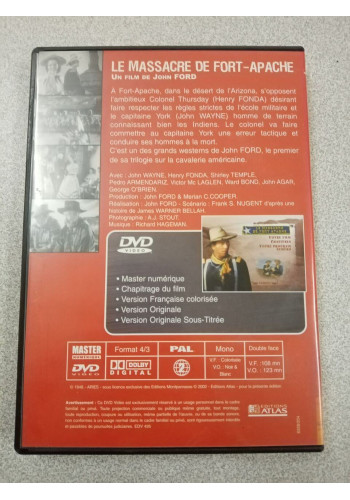 LE MASSACRE DE FORT-APACHE
UN FILM DE JOHN FORD
A Fort-Apache, dans le désert de l'Arizona, s'opposent
l'ambitieux Colonel Thursday (Henry FONDA) désirant
faire respecter les règles strictes de l'école militaire et
le capitaine York (John WAYNE) homme de terrain
connaissant bien les Indiens. Le colonel va faire
commettre au capitaine York une erreur tactique et
conduire ses hommes à la mort.
C'est un des grands westerns de John FORD, le premier
de sa trilogie sur la cavalerie américaine.
Avec : John WAYNE, Henry FONDA, Shirley TEMPLE,
Pedro ARMENDARIZ, Victor Mc LAGLEN, Ward BOND, John AGAR,
George O'BRIEN.
Production : John FORD & Merian C.COOPER.
Réalisation : John FORD - Scénario : Frank S. NUGENT d'après une
histoire de James WARNER BELLAH.
Photographie : A.J. STOUT.
Musique : Richard HAGEMAN.
DVD
VIDEO
• Master numérique
• Chapitrage du film
• Version Française colorisée
• Version Originale
• Version Originale Sous-Titrée
MASTER
Format 4/3
PAL
Mono
Double face
DVD
VIDEO
DOLBY
DIGITAL
2
V.F. : Colorisée
V.O. : Noir &
Blanc
V.F. : 108 mn
V.O. : 123 mn
EDITIONS
ATLAS